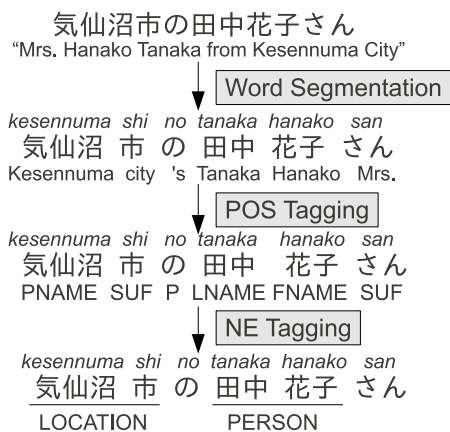 気仙沼市の田中花子さん
“Mrs. Hanako Tanaka from Kesennuma City”
Word Segmentation
kesennuma shi no tanaka hanako san
気仙沼 市 の 田中 花子 さん
Kesennuma city 's Tanaka Hanako Mrs.
POS Tagging
kesennuma shi no tanaka hanako san
気仙沼 市 の 田中 花子 さん
PNAME SUF P LNAME FNAME SUF
NE Tagging
kesennuma shi no tanaka hanako san
気仙沼 市 の 田中 花子 さん
LOCATION PERSON